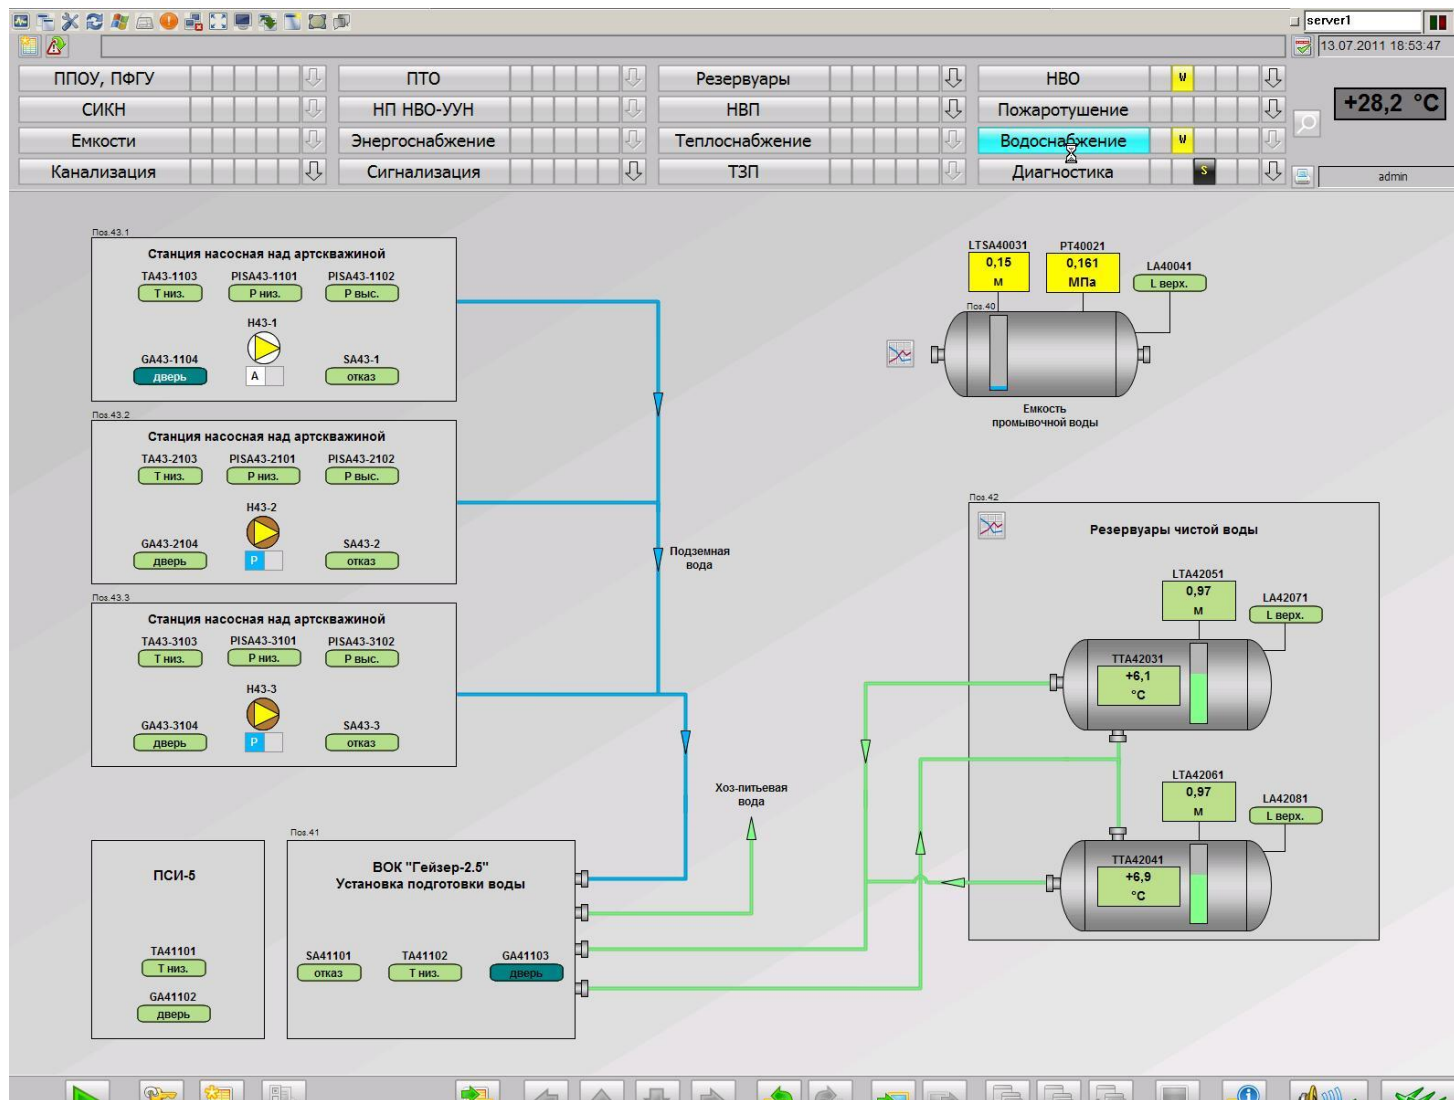 server1
13.07.2011 18:53:47
ППОУ, ПФГУ
ПТО
Резервуары
НВО
W
СИКН
НП НВО-УУН
НВП
Пожаротушение
+28,2 °C
Емкости
Энергоснабжение
Теплоснабжение
Водоснабжение
W
Канализация
Сигнализация
ТЗП
Диагностика
S
admin
Поз.43.1
Станция насосная над артскважиной
TA43-1103
PISA43-1101
PISA43-1102
T низ.
P низ.
P выс.
H43-1
GA43-1104
SA43-1
дверь
A
отказ
Поз.43.2
Станция насосная над артскважиной
TA43-2103
PISA43-2101
PISA43-2102
T низ.
P низ.
P выс.
H43-2
GA43-2104
SA43-2
дверь
P
отказ
Поз.43.3
Станция насосная над артскважиной
TA43-3103
PISA43-3101
PISA43-3102
T низ.
P низ.
P выс.
H43-3
GA43-3104
SA43-3
дверь
P
отказ
Подземная
вода
LTSA40031
PT40021
0,15
м
0,161
МПа
LA40041
L верх.
Поз.40
Емкость
промывочной воды
Поз.42
Резервуары чистой воды
LTA42051
0,97
м
LA42071
L верх.
TTA42031
+6,1
°C
LTA42061
0,97
м
LA42081
L верх.
TTA42041
+6,9
°C
Хоз-питьевая
вода
ПСИ-5
TA41101
T низ.
GA41102
дверь
Поз.41
ВОК "Гейзер-2.5"
Установка подготовки воды
SA41101
TA41102
GA41103
отказ
T низ.
дверь